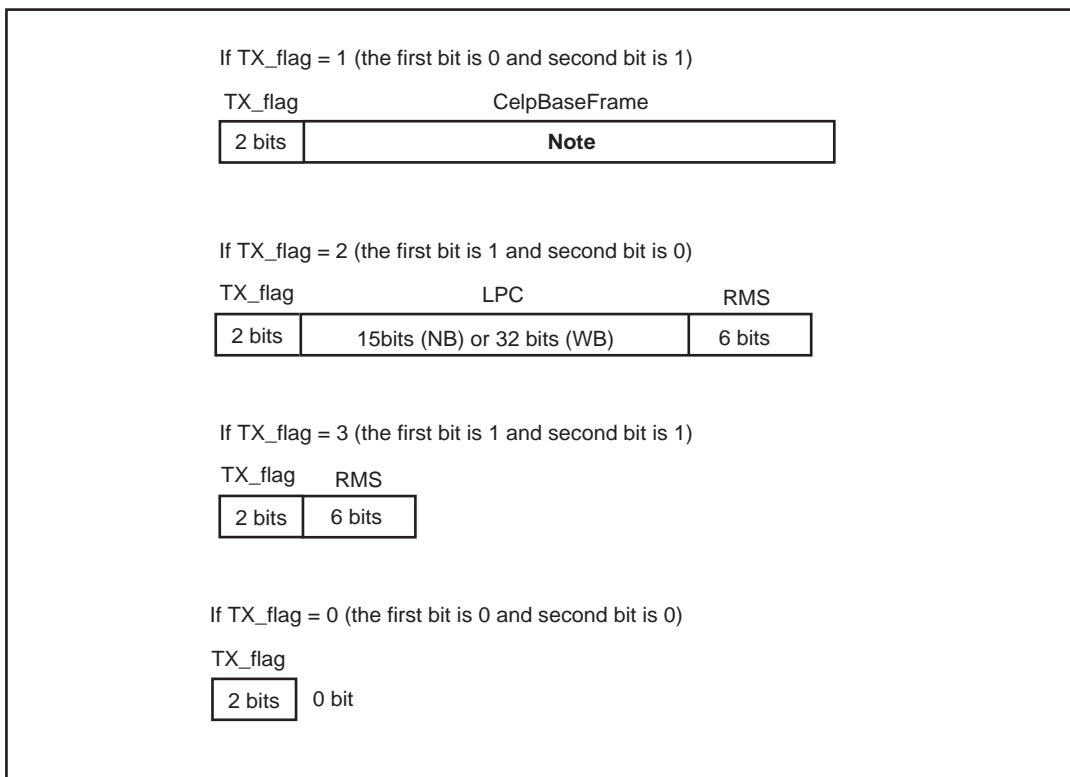 If TX_flag = 1 (the first bit is 0 and second bit is 1)
TX_flag CelpBaseFrame
2 bits Note
If TX_flag = 2 (the first bit is 1 and second bit is 0)
TX_flag LPC RMS
2 bits 15bits (NB) or 32 bits (WB) 6 bits
If TX_flag = 3 (the first bit is 1 and second bit is 1)
TX_flag RMS
2 bits 6 bits
If TX_flag = 0 (the first bit is 0 and second bit is 0)
TX_flag
2 bits 0 bit